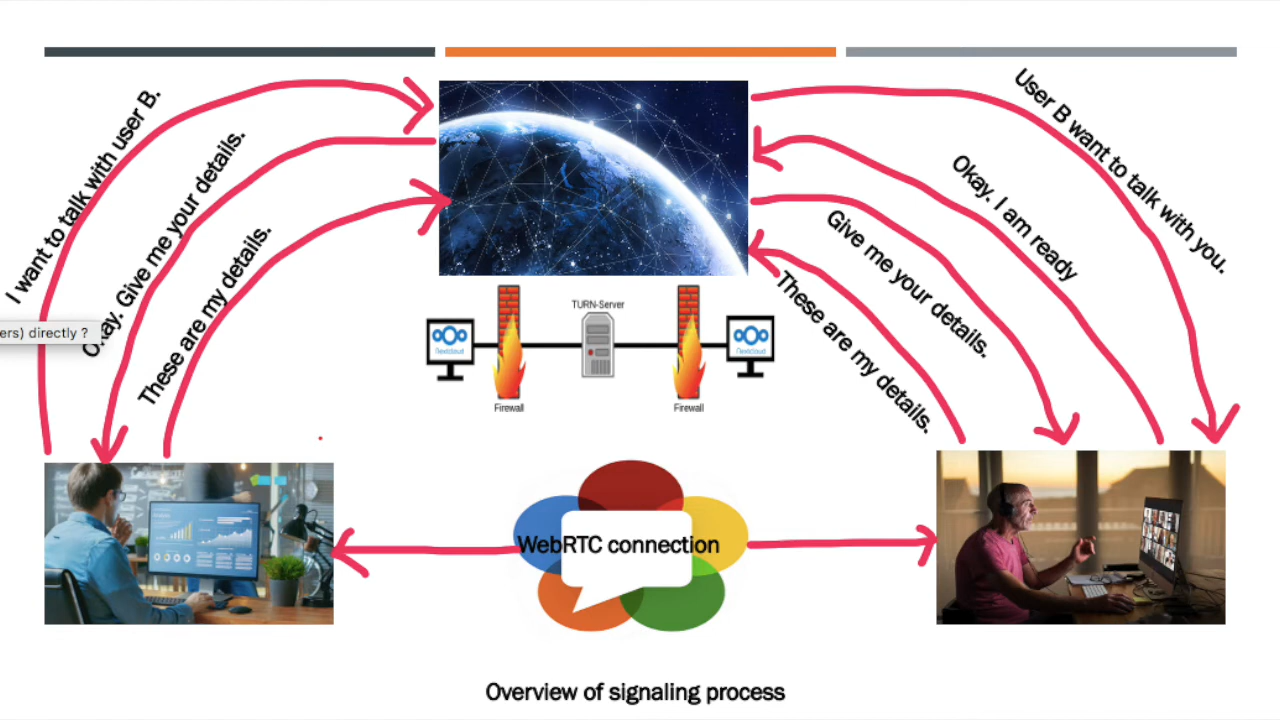 I want to talk with user B.
Okay. Give me your details.
These are my details.
User B want to talk with you.
Okay. I am ready
Give me your details.
These are my details.
ers) directly ?
TURN-Server
Nextcloud
Nextcloud
Firewall
Firewall
WebRTC connection
Overview of signaling process